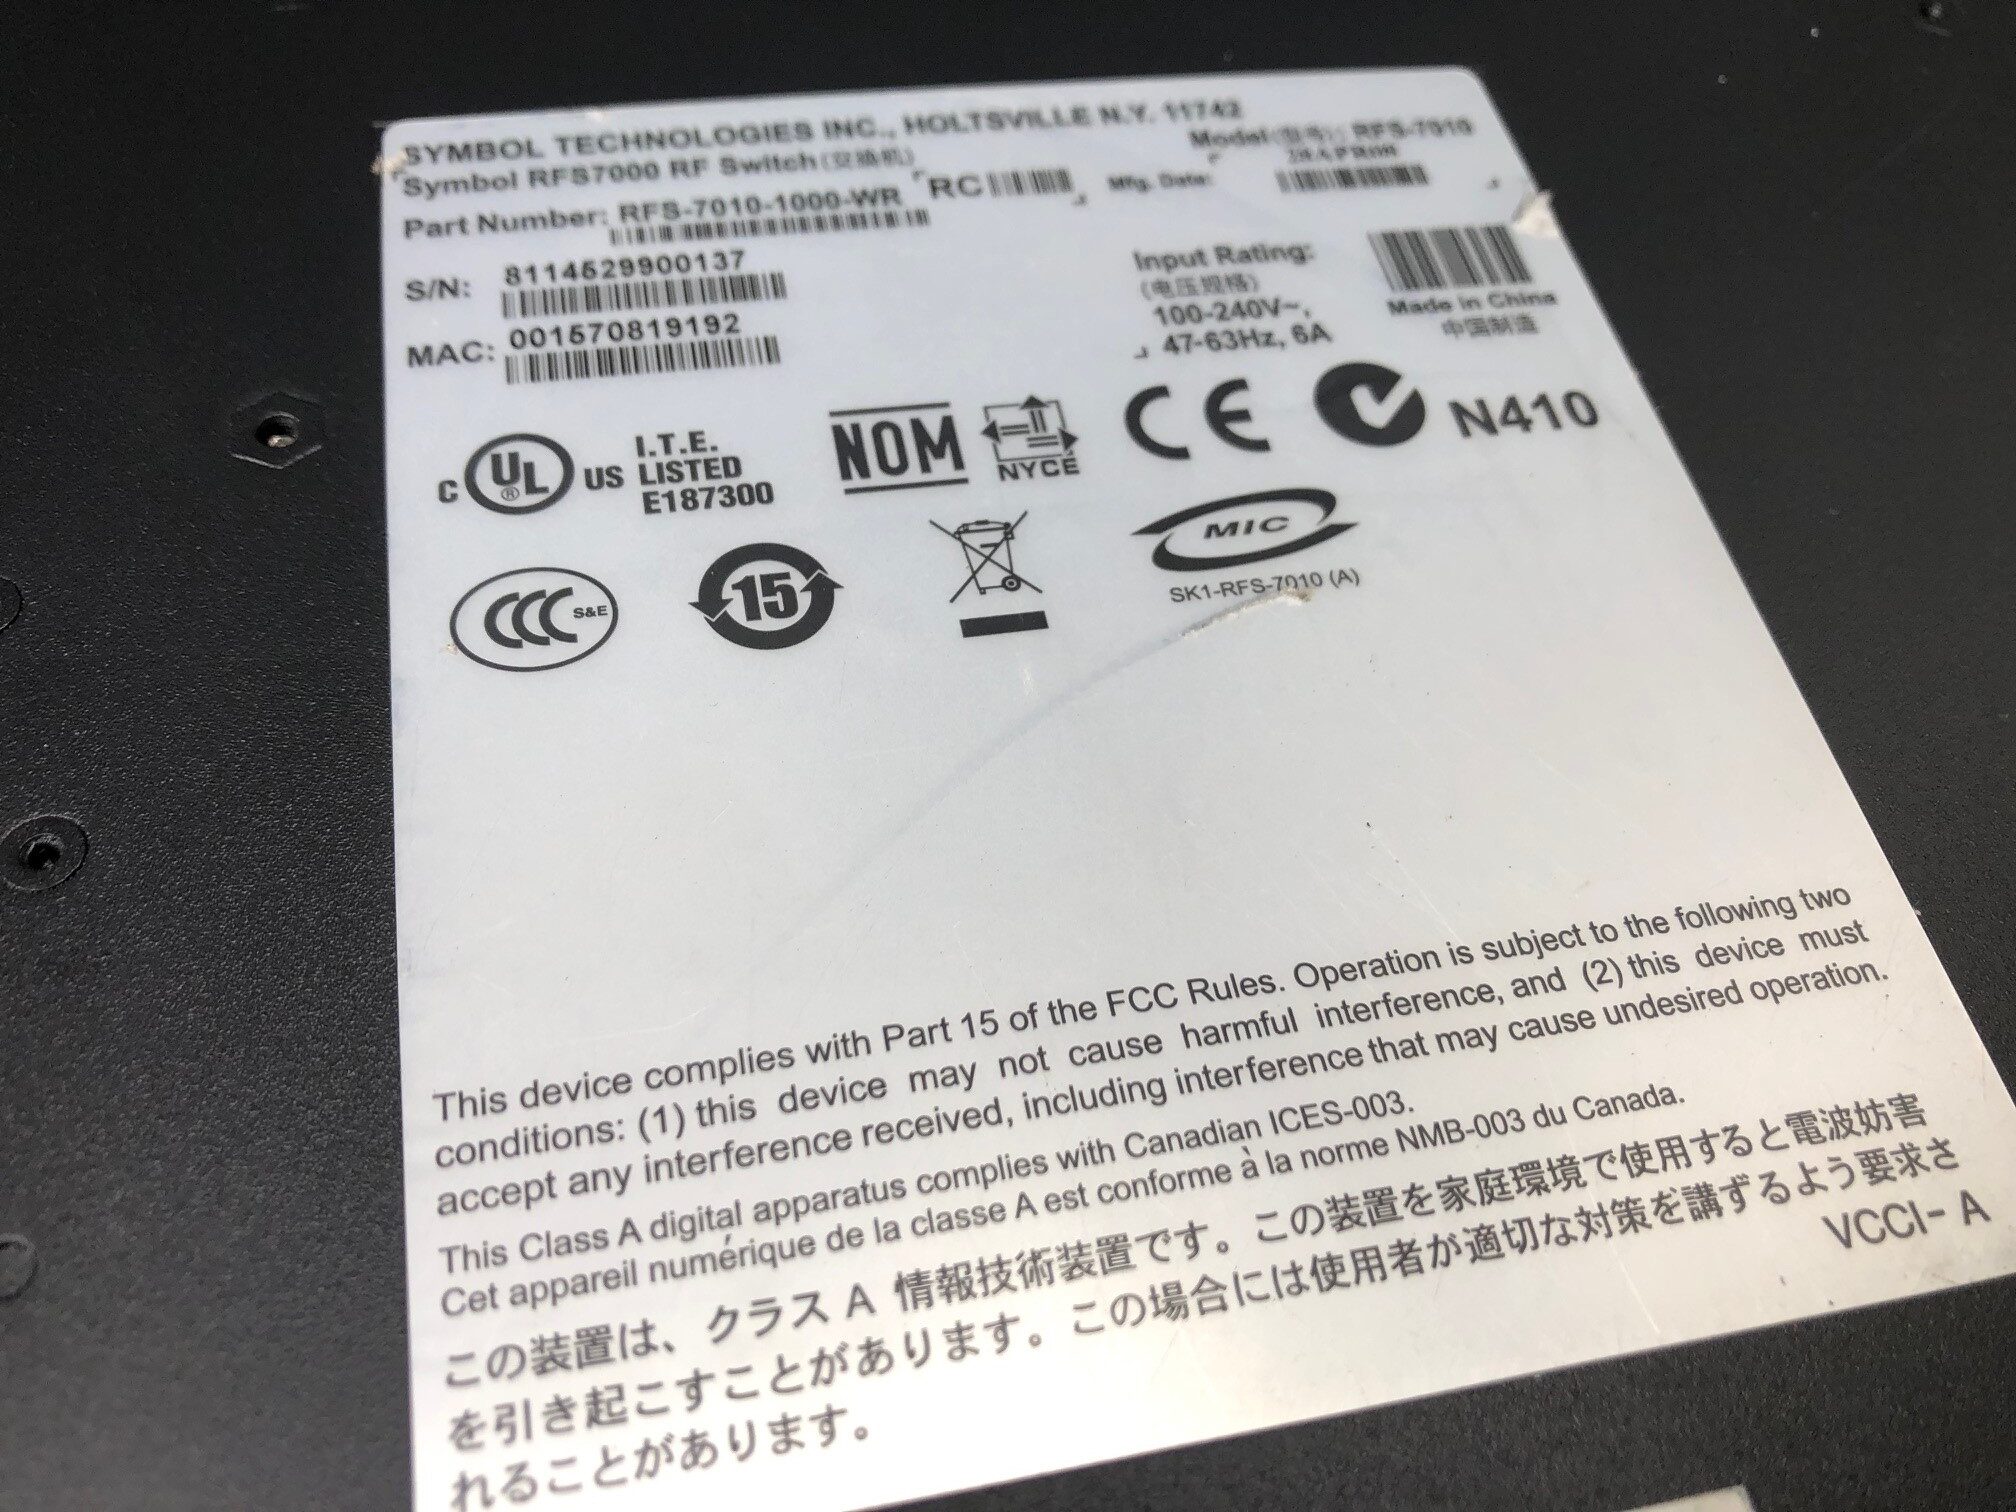 SYMBOL TECHNOLOGIES INC., HOLTSVILLE N.Y. 11742
Symbol RFS7000 RF Switch(交换机)
Model(型号): RFS-7010
Part Number: RFS-7010-1000-WR
RC
Mfg. Date:
S/N: 8114529900137
MAC: 001570819192
Input Rating:
(电压规格)
100-240V~,
47-63Hz, 6A
Made in China
中国制造
C UL® US
I.T.E.
LISTED
E187300
NOM
NYCE
CE
N410
CCC S&E
15
MIC
SK1-RFS-7010 (A)
This device complies with Part 15 of the FCC Rules. Operation is subject to the following two
conditions: (1) this device may not cause harmful interference, and (2) this device must
accept any interference received, including interference that may cause undesired operation.
This Class A digital apparatus complies with Canadian ICES-003.
Cet appareil numérique de la classe A est conforme à la norme NMB-003 du Canada.
この装置は、クラス A 情報技術装置です。この装置を家庭環境で使用すると電波妨害
を引き起こすことがあります。この場合には使用者が適切な対策を講ずるよう要求さ
れることがあります。
VCCI- A